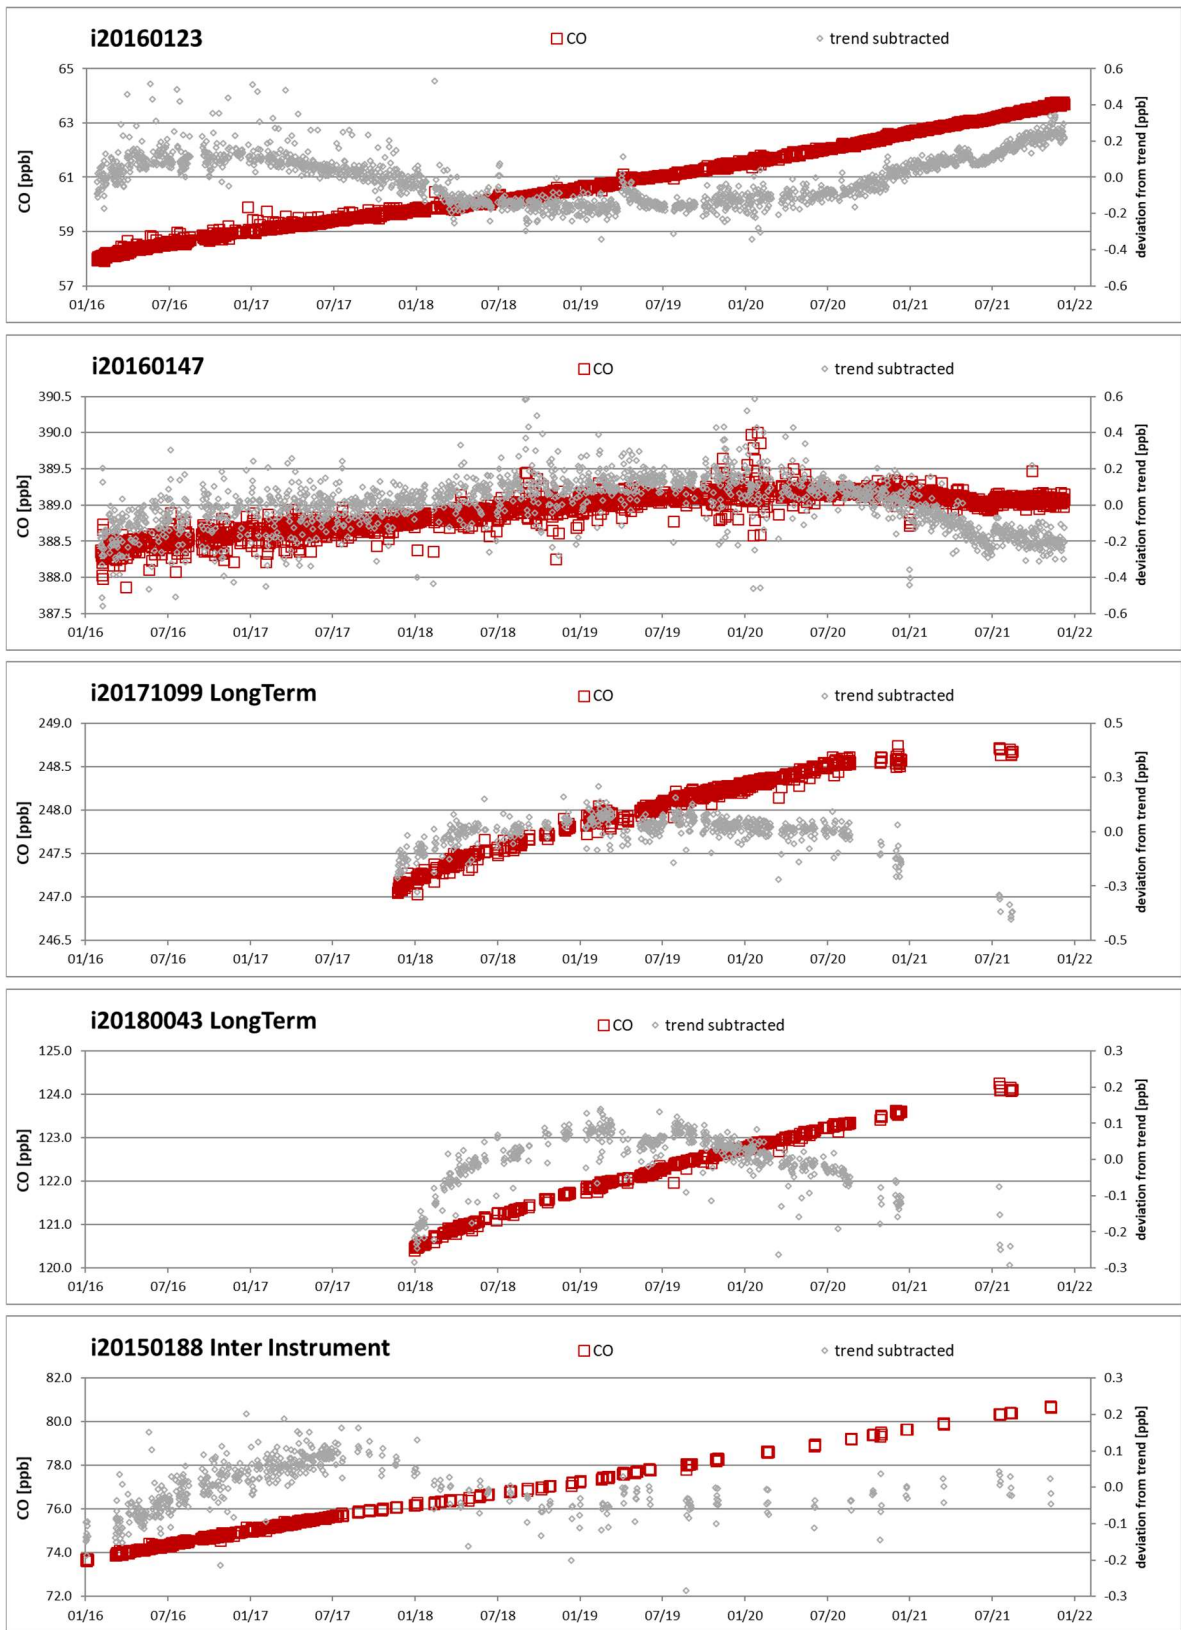 i20160123
CO
trend subtracted
65
63
61
59
57
CO [ppb]
0.6
0.4
0.2
0.0
-0.2
-0.4
-0.6
deviation from trend [ppb]
01/16 07/16 01/17 07/17 01/18 07/18 01/19 07/19 01/20 07/20 01/21 07/21 01/22
i20160147
CO
trend subtracted
390.5
390.0
389.5
389.0
388.5
388.0
387.5
CO [ppb]
0.6
0.4
0.2
0.0
-0.2
-0.4
-0.6
deviation from trend [ppb]
01/16 07/16 01/17 07/17 01/18 07/18 01/19 07/19 01/20 07/20 01/21 07/21 01/22
i20171099 LongTerm
CO
trend subtracted
249.0
248.5
248.0
247.5
247.0
246.5
CO [ppb]
0.5
0.3
0.0
-0.3
-0.5
deviation from trend [ppb]
01/16 07/16 01/17 07/17 01/18 07/18 01/19 07/19 01/20 07/20 01/21 07/21 01/22
i20180043 LongTerm
CO
trend subtracted
125.0
124.0
123.0
122.0
121.0
120.0
CO [ppb]
0.3
0.2
0.1
0.0
-0.1
-0.2
-0.3
deviation from trend [ppb]
01/16 07/16 01/17 07/17 01/18 07/18 01/19 07/19 01/20 07/20 01/21 07/21 01/22
i20150188 Inter Instrument
CO
trend subtracted
82.0
80.0
78.0
76.0
74.0
72.0
CO [ppb]
0.3
0.2
0.1
0.0
-0.1
-0.2
-0.3
deviation from trend [ppb]
01/16 07/16 01/17 07/17 01/18 07/18 01/19 07/19 01/20 07/20 01/21 07/21 01/22